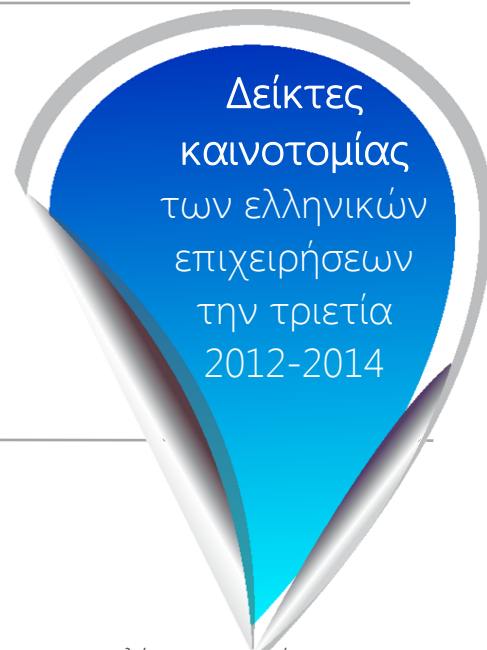 Δείκτες
καινοτομίας
των ελληνικών
επιχειρήσεων
την τριετία
2012-2014